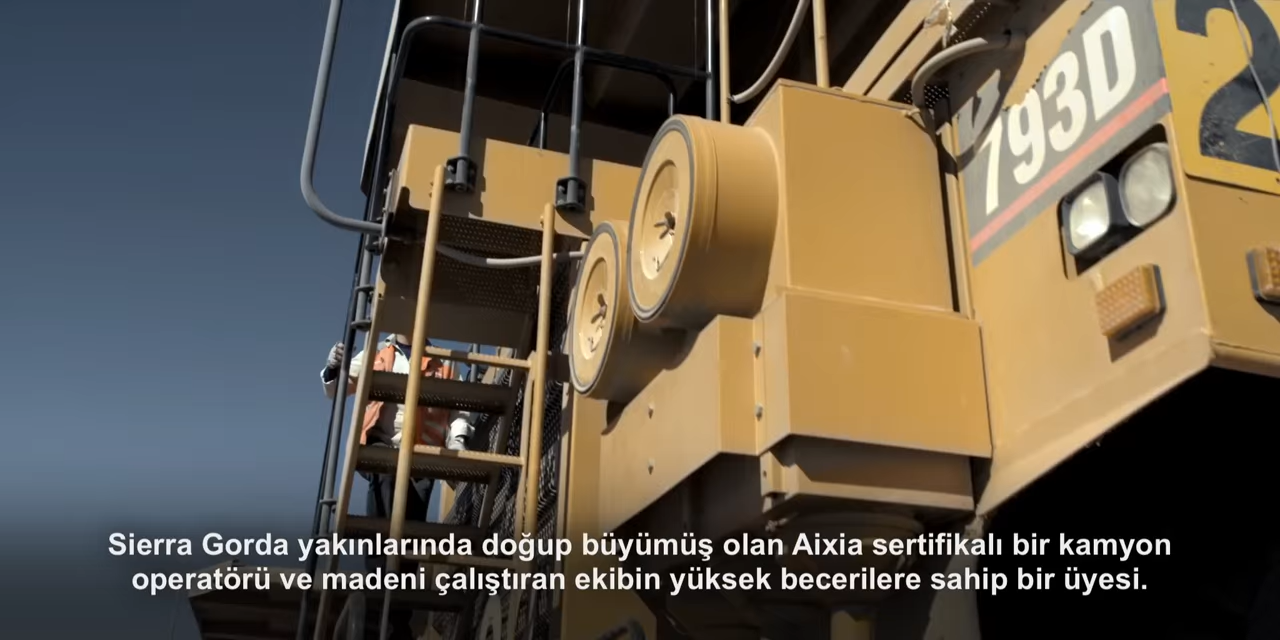 793D
2
Sierra Gorda yakınlarında doğup büyümüş olan Aixia sertifikalı bir kamyon
operatörü ve madeni çalıştıran ekibin yüksek becerilere sahip bir üyesi.